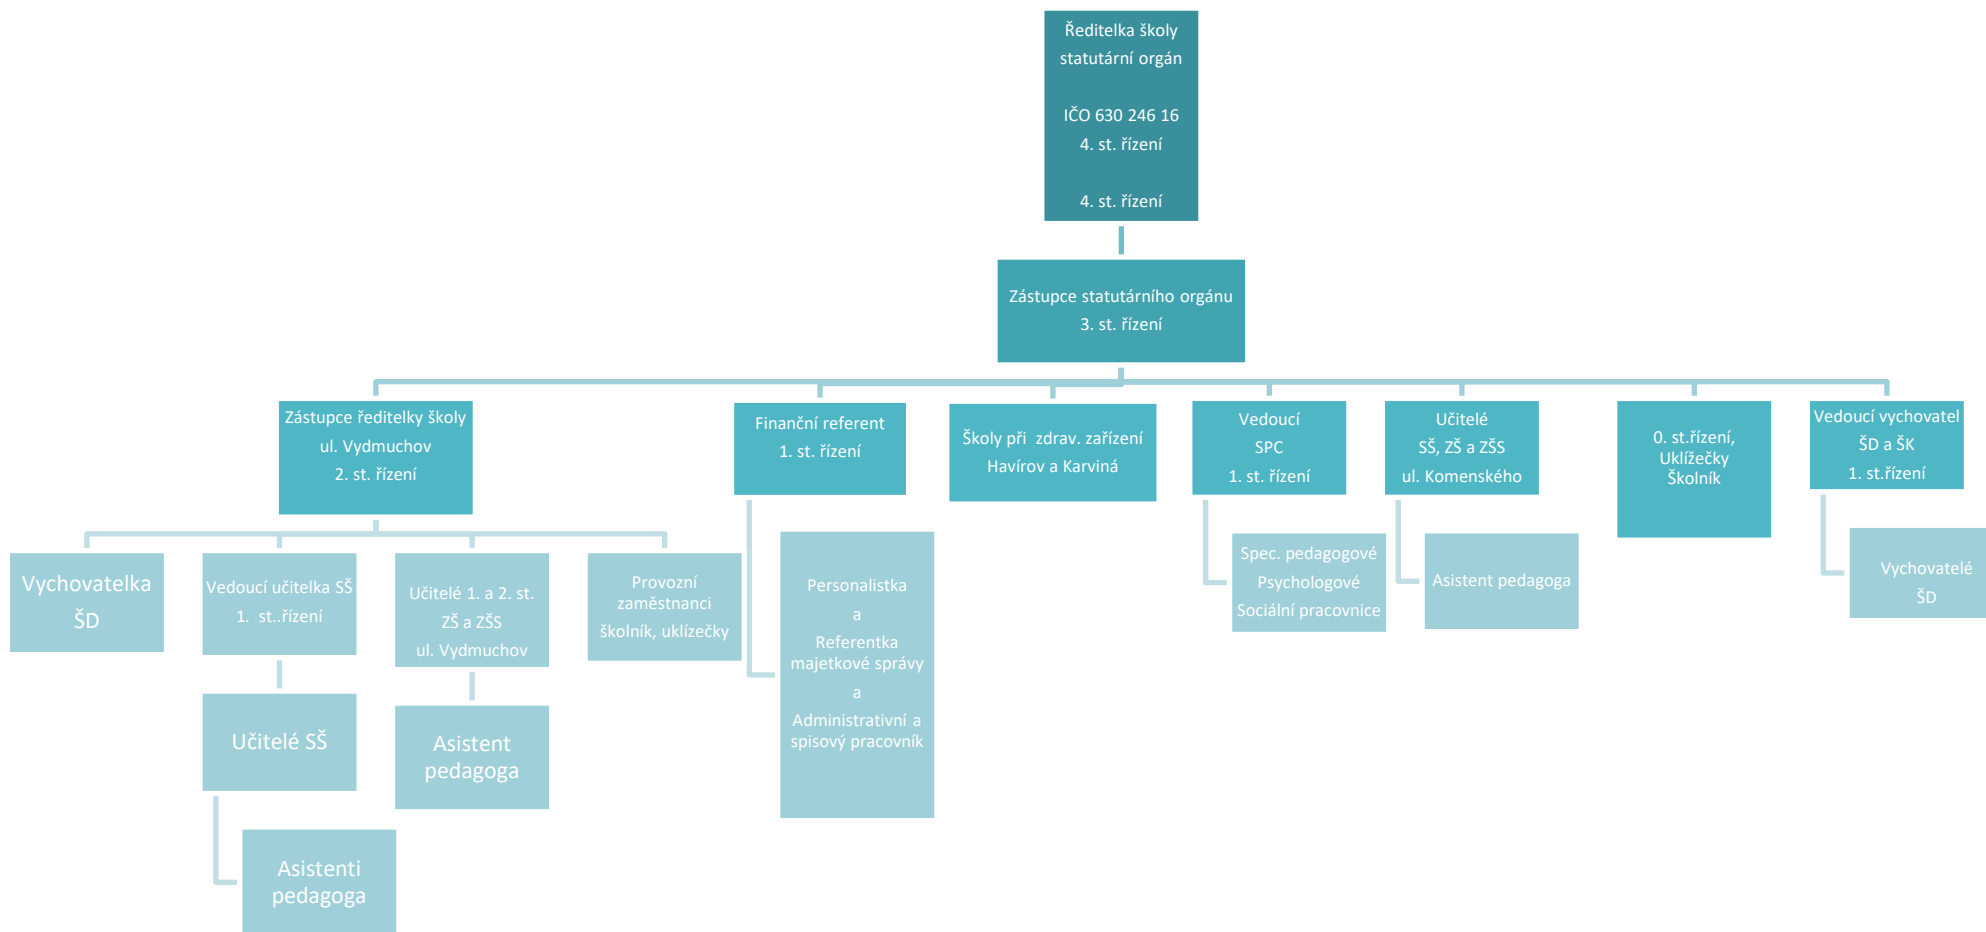 Ředitelka školy
statutární orgán
IČO 630 246 16
4. st. řízení
4. st. řízení
Zástupce statutárního orgánu
3. st. řízení
Zástupce ředitelky školy
ul. Vydmuchov
2. st. řízení
Finanční referent
1. st. řízení
Školy při zdrav. zařízení
Havírov a Karviná
Vedoucí
SPC
1. st. řízení
Učitelé
SŠ, ZŠ a ZŠS
ul. Komenského
0. st.řízení,
Uklížečky
Školník
Vedoucí vychovatel
ŠD a ŠK
1. st.řízení
Vychovatelka
ŠD
Vedoucí učitelka SŠ
1. st..řízení
Učitelé 1. a 2. st.
ZŠ a ZŠS
ul. Vydmuchov
Provozní
zaměstnanci
školník, uklízečky
Personalistka
a
Referentka
majetkové správy
a
Administrativní a
spisový pracovník
Spec. pedagogové
Psychologové
Sociální pracovnice
Asistent pedagoga
Vychovatelé
ŠD
Učitelé SŠ
Asistent
pedagoga
Asistenti
pedagoga